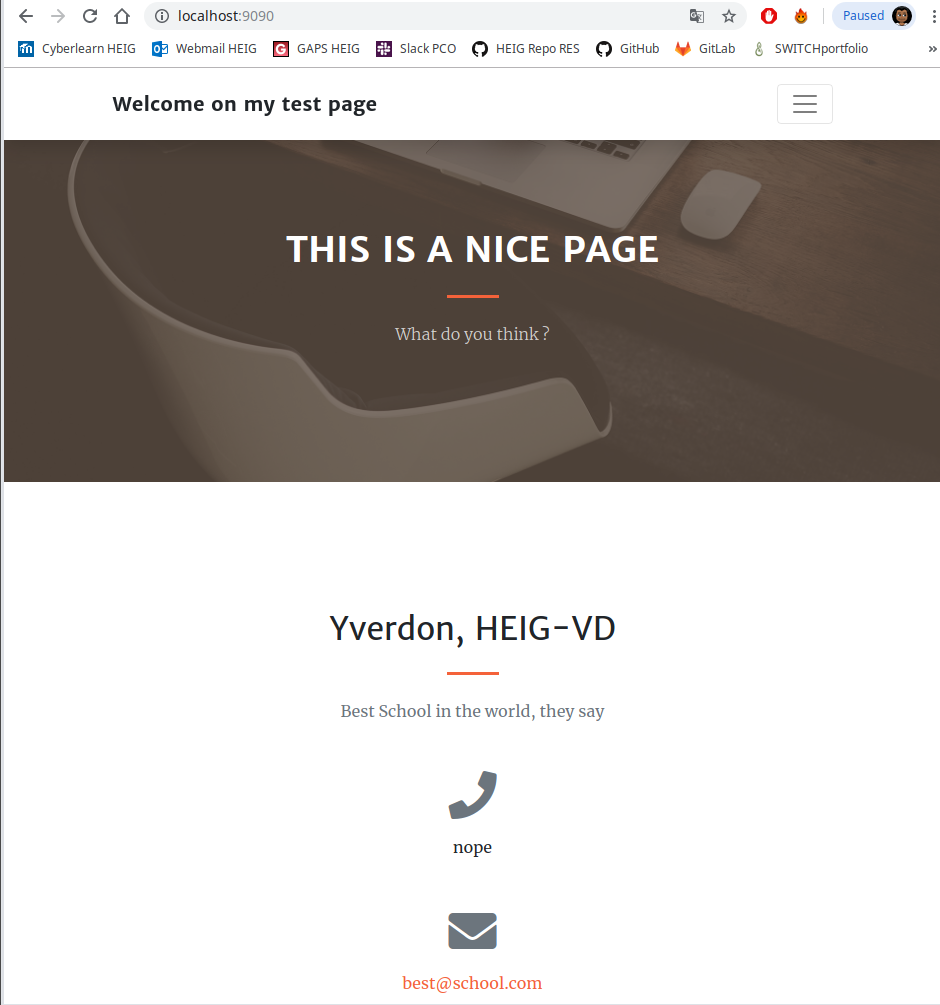 localhost:9090
Paused
Cyberlearn HEIG Webmail HEIG GAPS HEIG Slack PCO HEIG Repo RES GitHub GitLab SWITCHportfolio »
Welcome on my test page
THIS IS A NICE PAGE
What do you think ?
Yverdon, HEIG-VD
Best School in the world, they say
nope
best@school.com